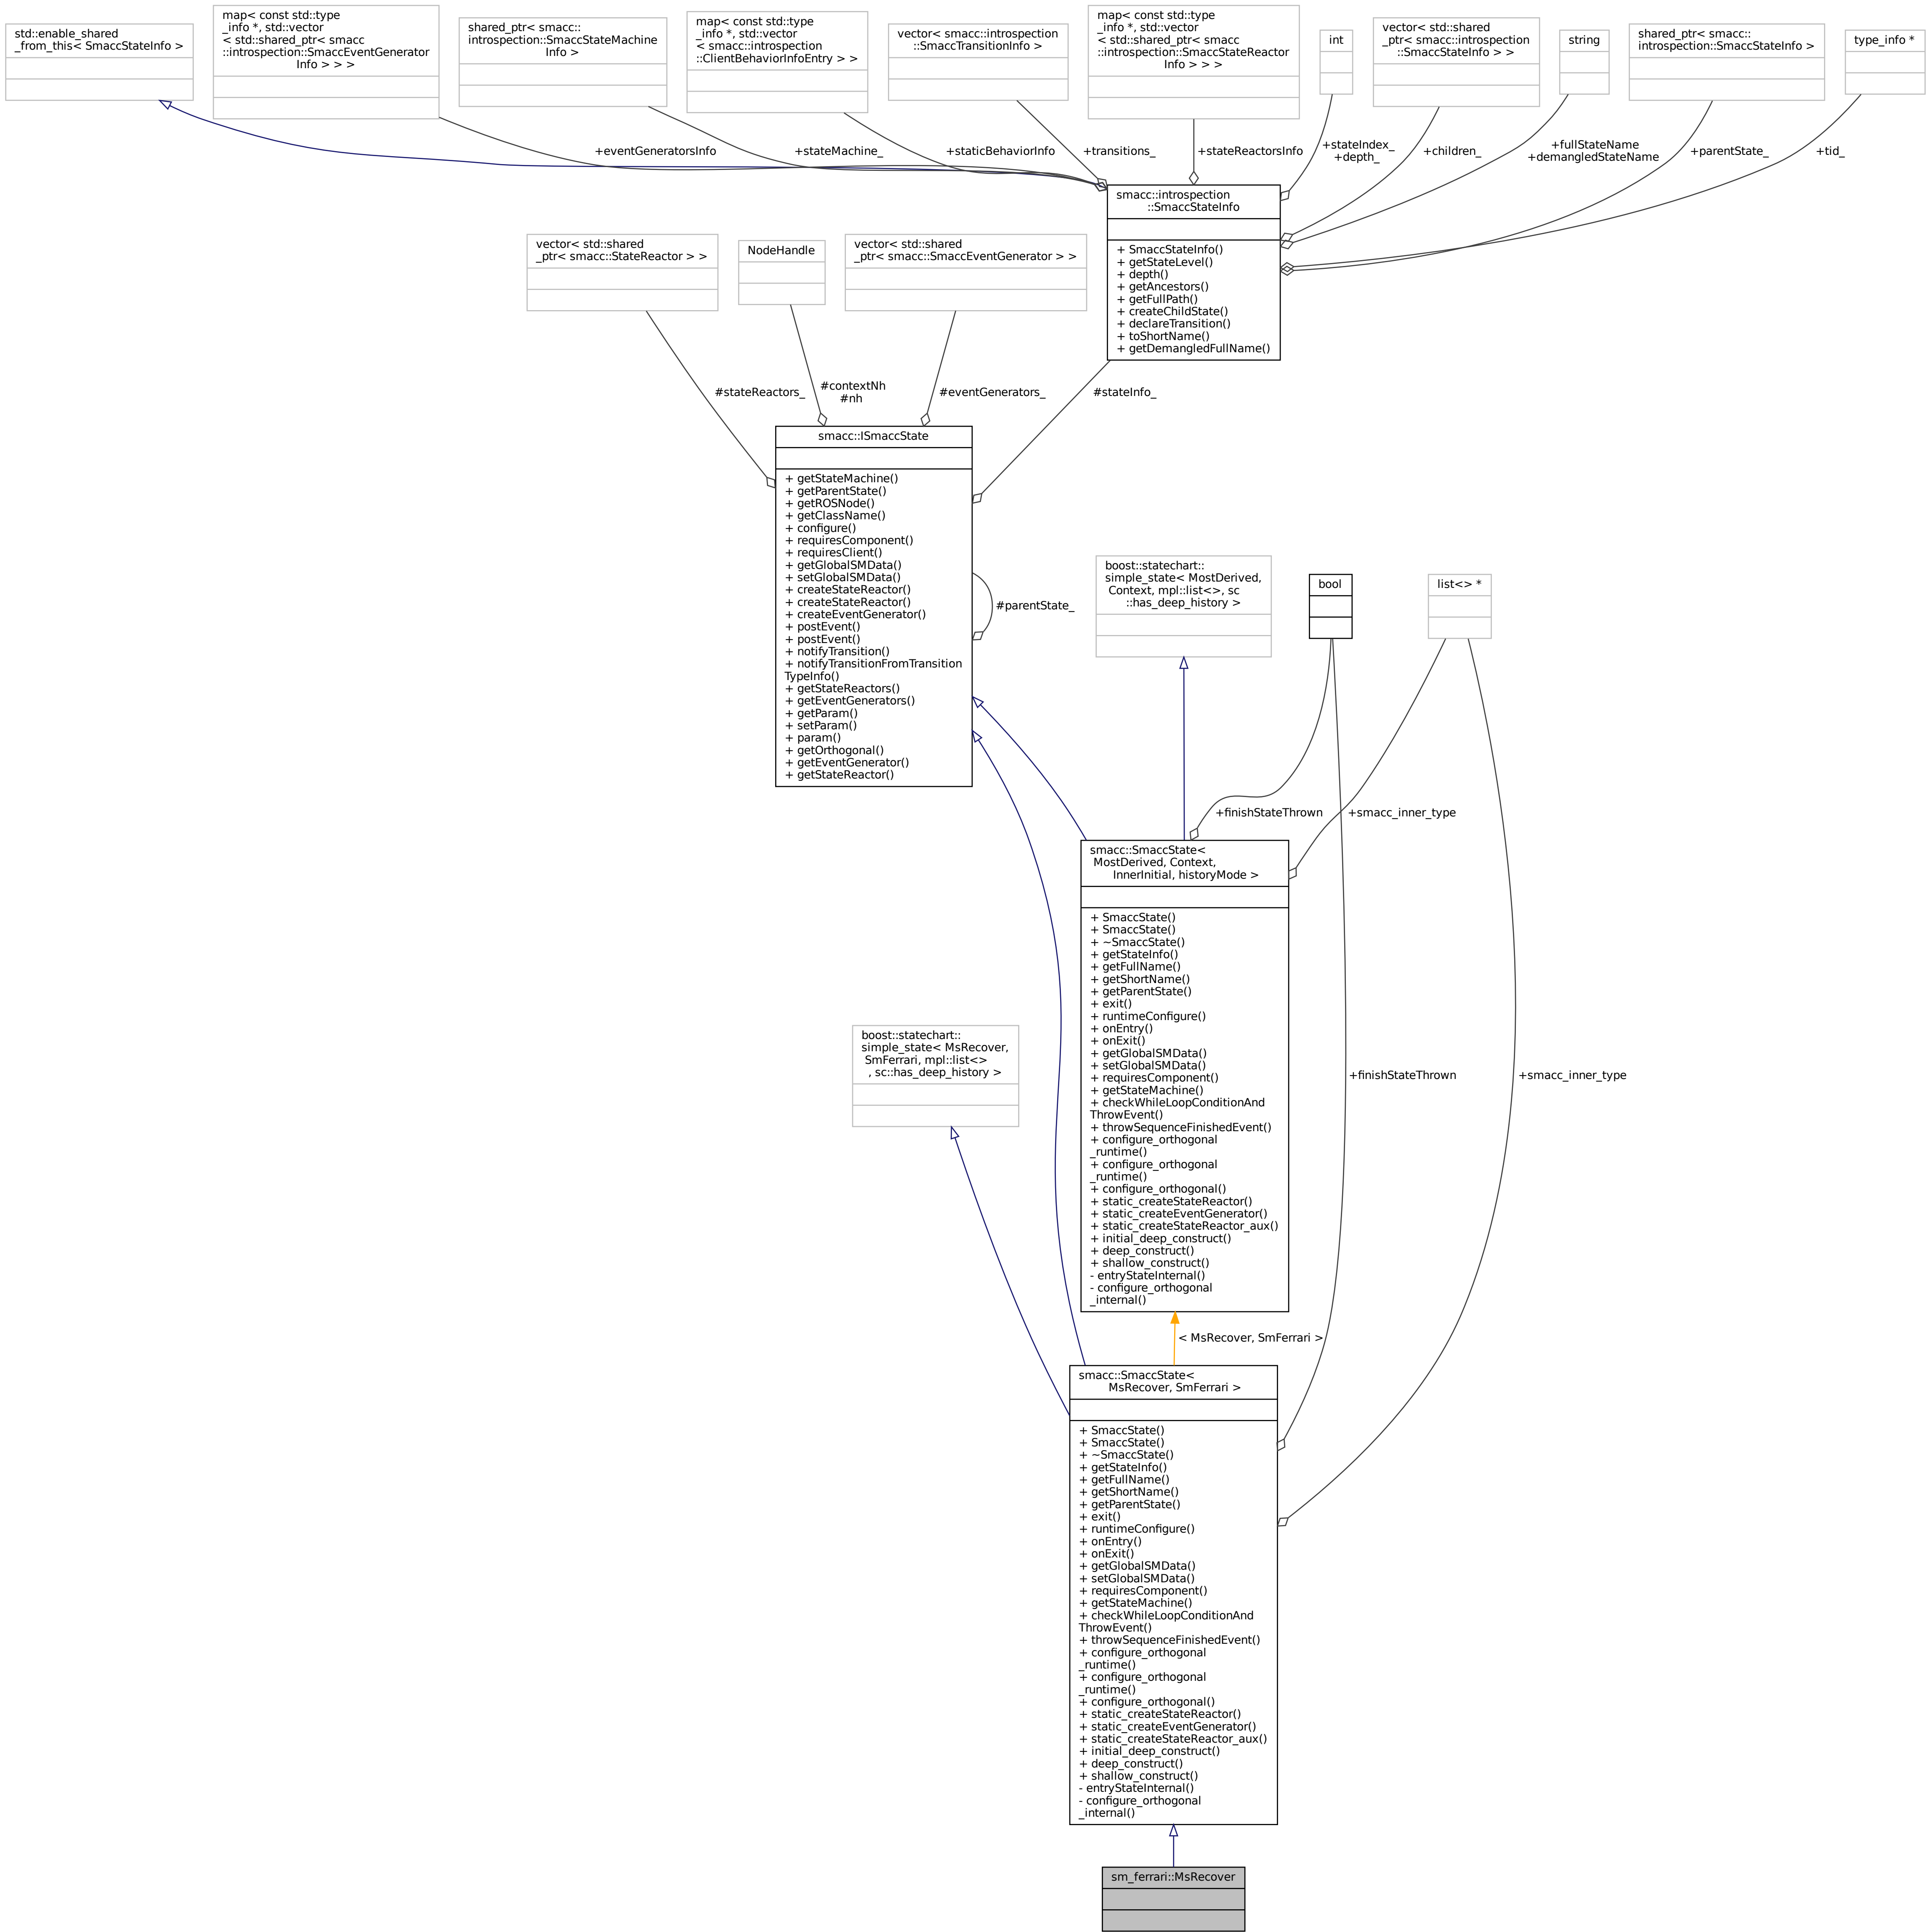 std::enable_shared
_from_this< SmaccStateInfo >
map< const std::type
_info *, std::vector
< std::shared_ptr< smacc
::introspection::SmaccEventGenerator
Info > > >
shared_ptr< smacc::
introspection::SmaccStateMachine
Info >
map< const std::type
_info *, std::vector
< smacc::introspection
::ClientBehaviorInfoEntry > >
vector< smacc::introspection
::SmaccTransitionInfo >
map< const std::type
_info *, std::vector
< std::shared_ptr< smacc
::introspection::SmaccStateReactor
Info > > >
int
vector< std::shared
_ptr< smacc::introspection
::SmaccStateInfo > >
string
shared_ptr< smacc::
introspection::SmaccStateInfo >
type_info *
+eventGeneratorsInfo
+stateMachine_
+staticBehaviorInfo
+transitions_
+stateReactorsInfo
+stateIndex_
+depth_
+children_
+fullStateName
+demangledStateName
+parentState_
+tid_
smacc::introspection
::SmaccStateInfo
+ SmaccStateInfo()
+ getStateLevel()
+ depth()
+ getAncestors()
+ getFullPath()
+ createChildState()
+ declareTransition()
+ toShortName()
+ getDemangledFullName()
vector< std::shared
_ptr< smacc::StateReactor > >
NodeHandle
vector< std::shared
_ptr< smacc::SmaccEventGenerator > >
#stateReactors_
#contextNh
#nh
#eventGenerators_
#stateInfo_
smacc::ISmaccState
+ getStateMachine()
+ getParentState()
+ getROSNode()
+ getClassName()
+ configure()
+ requiresComponent()
+ requiresClient()
+ getGlobalSMData()
+ setGlobalSMData()
+ createStateReactor()
+ createStateReactor()
+ createEventGenerator()
+ postEvent()
+ postEvent()
+ notifyTransition()
+ notifyTransitionFromTransition
TypeInfo()
+ getStateReactors()
+ getEventGenerators()
+ getParam()
+ setParam()
+ param()
+ getOrthogonal()
+ getEventGenerator()
+ getStateReactor()
#parentState_
boost::statechart::
simple_state< MostDerived,
Context, mpl::list<>, sc
::has_deep_history >
bool
list<> *
+finishStateThrown
+smacc_inner_type
smacc::SmaccState<
MostDerived, Context,
InnerInitial, historyMode >
+ SmaccState()
+ SmaccState()
+ ~SmaccState()
+ getStateInfo()
+ getFullName()
+ getShortName()
+ getParentState()
+ exit()
+ runtimeConfigure()
+ onEntry()
+ onExit()
+ getGlobalSMData()
+ setGlobalSMData()
+ requiresComponent()
+ getStateMachine()
+ checkWhileLoopConditionAnd
ThrowEvent()
+ throwSequenceFinishedEvent()
+ configure_orthogonal
_runtime()
+ configure_orthogonal
_runtime()
+ configure_orthogonal()
+ static_createStateReactor()
+ static_createEventGenerator()
+ static_createStateReactor_aux()
+ initial_deep_construct()
+ deep_construct()
+ shallow_construct()
- entryStateInternal()
- configure_orthogonal
_internal()
boost::statechart::
simple_state< MsRecover,
SmFerrari, mpl::list<>
, sc::has_deep_history >
+finishStateThrown
+smacc_inner_type
< MsRecover, SmFerrari >
smacc::SmaccState<
MsRecover, SmFerrari >
+ SmaccState()
+ SmaccState()
+ ~SmaccState()
+ getStateInfo()
+ getFullName()
+ getShortName()
+ getParentState()
+ exit()
+ runtimeConfigure()
+ onEntry()
+ onExit()
+ getGlobalSMData()
+ setGlobalSMData()
+ requiresComponent()
+ getStateMachine()
+ checkWhileLoopConditionAnd
ThrowEvent()
+ throwSequenceFinishedEvent()
+ configure_orthogonal
_runtime()
+ configure_orthogonal
_runtime()
+ configure_orthogonal()
+ static_createStateReactor()
+ static_createEventGenerator()
+ static_createStateReactor_aux()
+ initial_deep_construct()
+ deep_construct()
+ shallow_construct()
- entryStateInternal()
- configure_orthogonal
_internal()
sm_ferrari::MsRecover